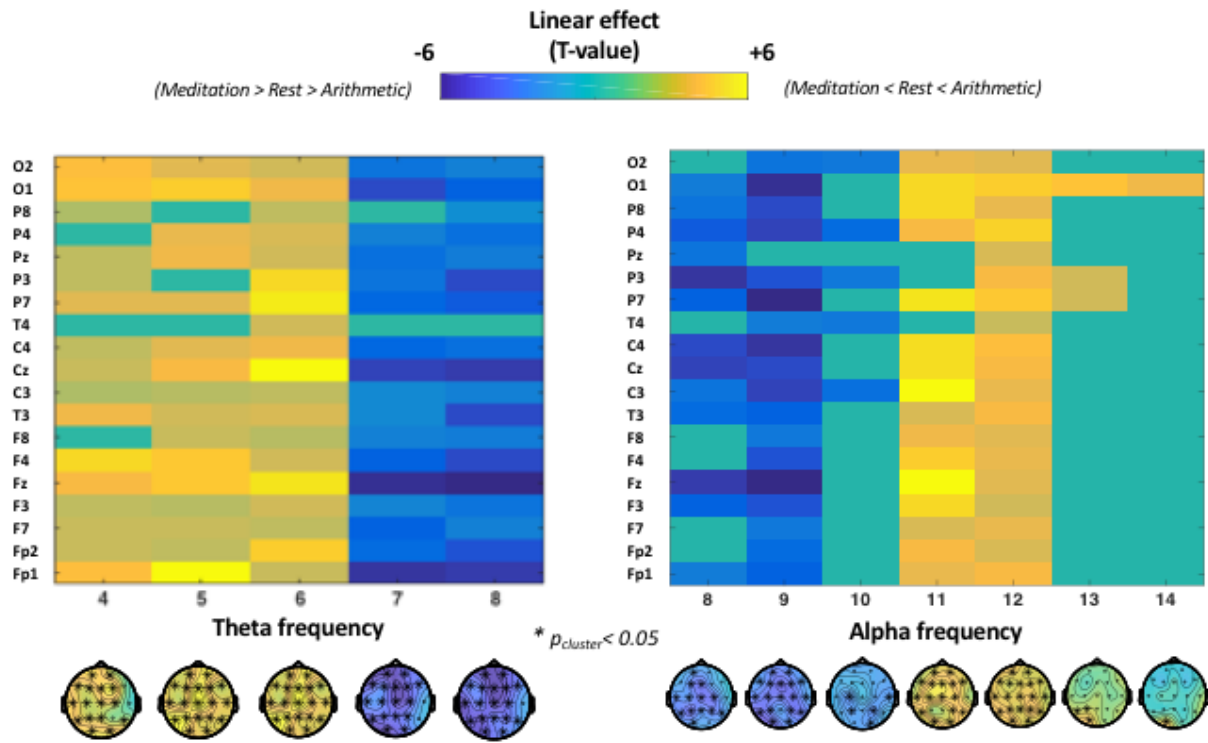 Linear effect
(T-value)
-6
+6
(Meditation > Rest > Arithmetic)
(Meditation < Rest < Arithmetic)
O2
O1
P8
P4
Pz
P3
P7
T4
C4
Cz
C3
T3
F8
F4
Fz
F3
F7
Fp2
Fp1
4 5 6 7 8
Theta frequency
O2
O1
P8
P4
Pz
P3
P7
T4
C4
Cz
C3
T3
F8
F4
Fz
F3
F7
Fp2
Fp1
8 9 10 11 12 13 14
Alpha frequency
* pcluster< 0.05